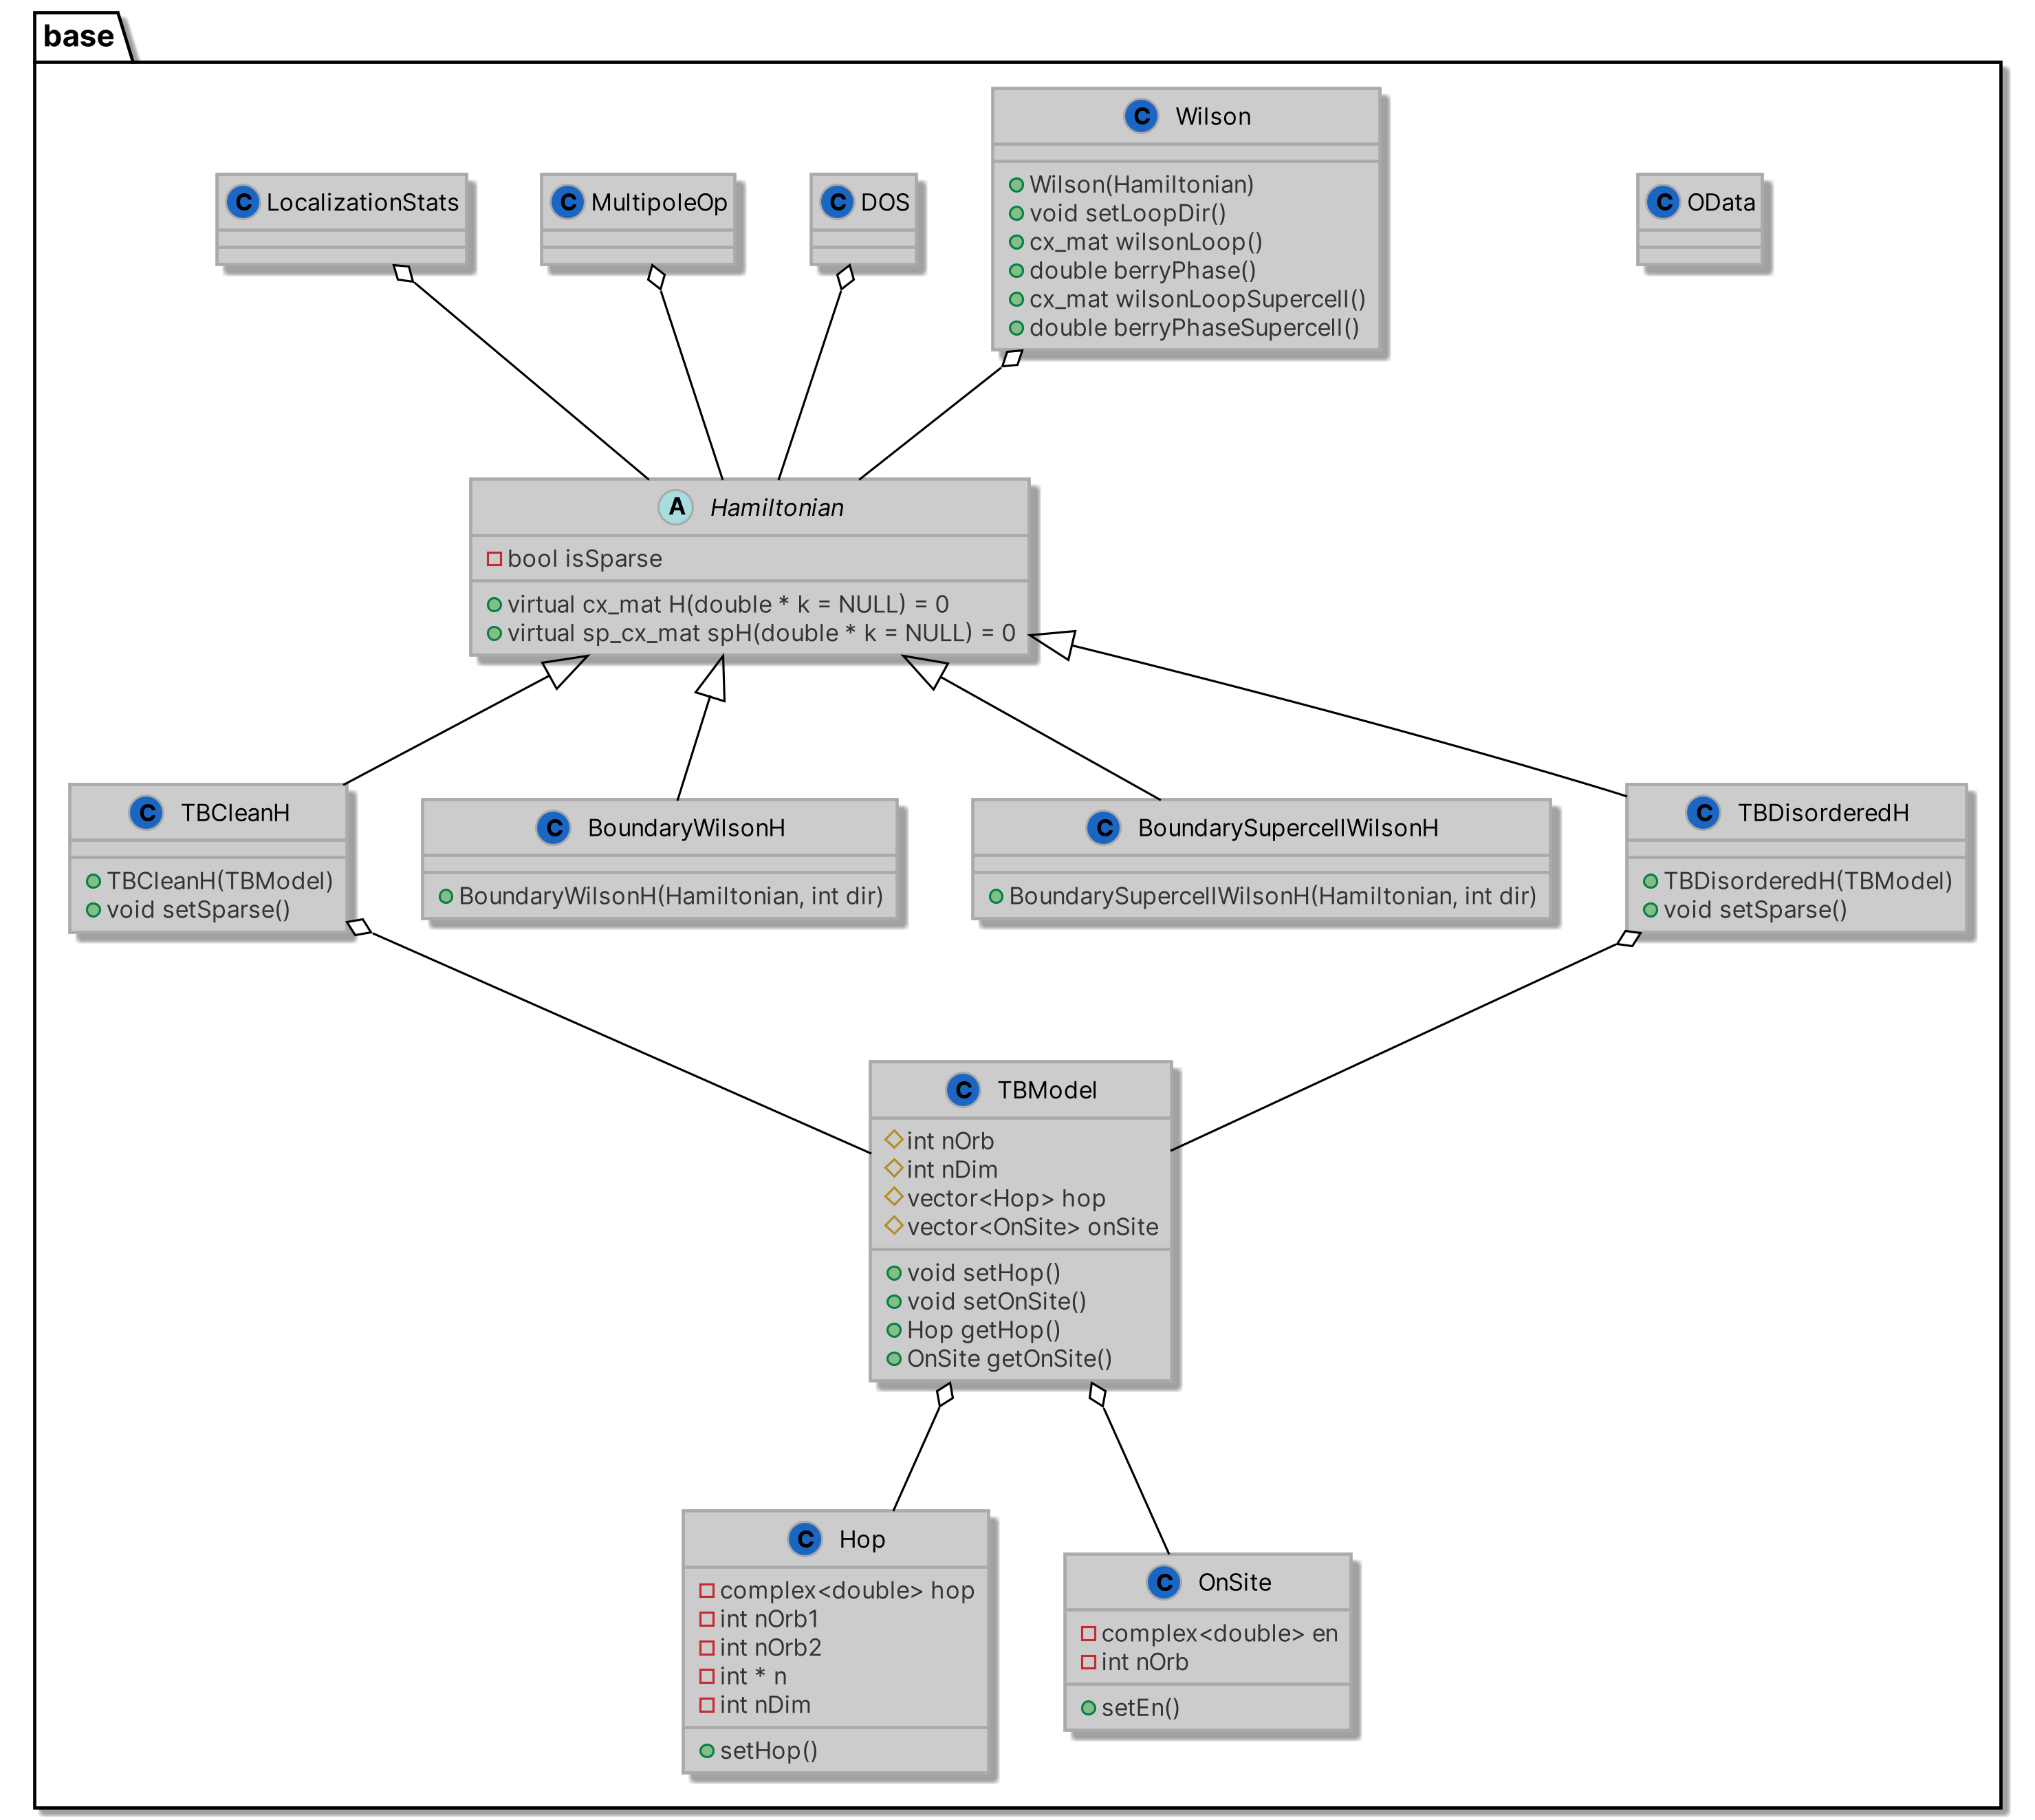 base
C Wilson
Wilson(Hamiltonian)
void setLoopDir()
cx_mat wilsonLoop()
double berryPhase()
cx_mat wilsonLoopSupercell()
double berryPhaseSupercell()
C LocalizationStats
C MultipoleOp
C DOS
C OData
A Hamiltonian
bool isSparse
virtual cx_mat H(double * k = NULL) = 0
virtual sp_cx_mat spH(double * k = NULL) = 0
C TBCleanH
TBCleanH(TBModel)
void setSparse()
C BoundaryWilsonH
BoundaryWilsonH(Hamiltonian, int dir)
C BoundarySupercellWilsonH
BoundarySupercellWilsonH(Hamiltonian, int dir)
C TBDisorderedH
TBDisorderedH(TBModel)
void setSparse()
C TBModel
int nOrb
int nDim
vector<Hop> hop
vector<OnSite> onSite
void setHop()
void setOnSite()
Hop getHop()
OnSite getOnSite()
C Hop
complex<double> hop
int nOrb1
int nOrb2
int * n
int nDim
setHop()
C OnSite
complex<double> en
int nOrb
setEn()